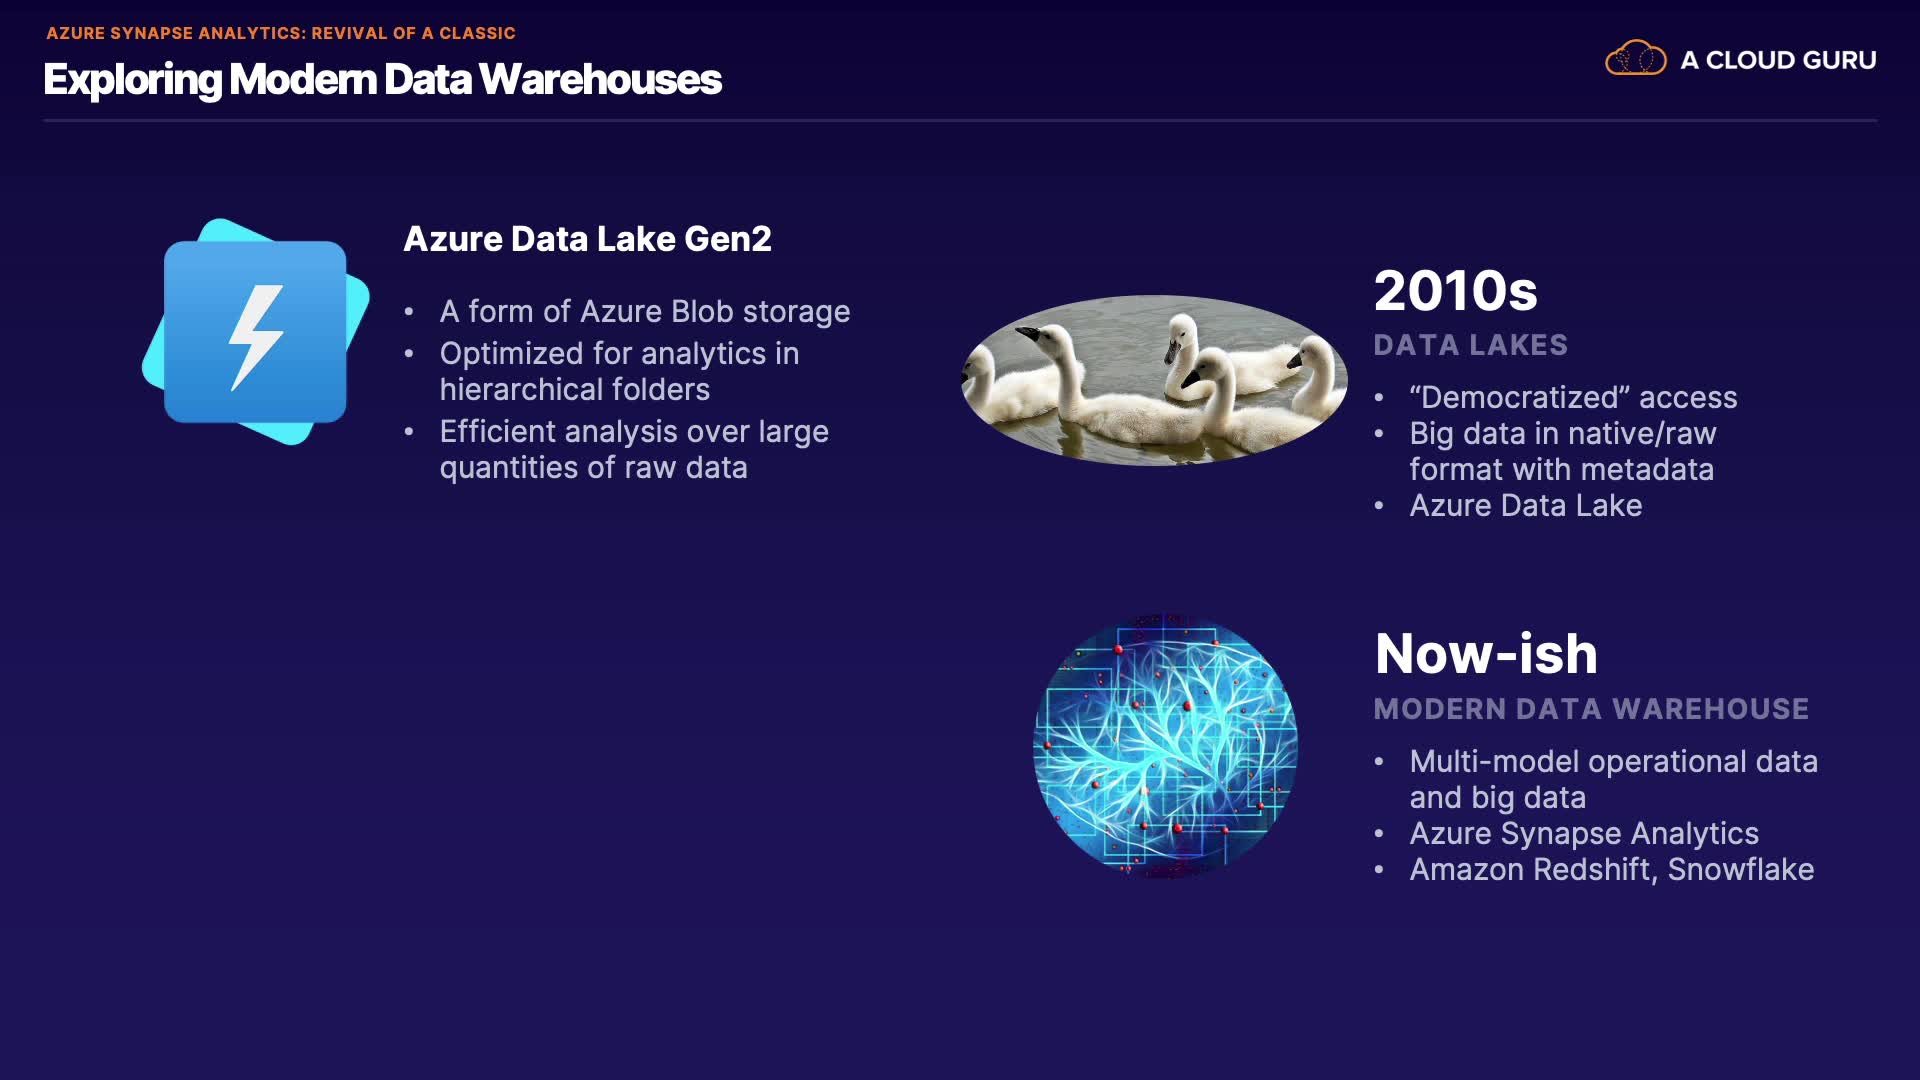 AZURE SYNAPSE ANALYTICS: REVIVAL OF A CLASSIC
Exploring Modern Data Warehouses
A CLOUD GURU
Azure Data Lake Gen2
• A form of Azure Blob storage
• Optimized for analytics in
hierarchical folders
• Efficient analysis over large
quantities of raw data
2010s
DATA LAKES
• “Democratized” access
• Big data in native/raw
format with metadata
• Azure Data Lake
Now-ish
MODERN DATA WAREHOUSE
• Multi-model operational data
and big data
• Azure Synapse Analytics
• Amazon Redshift, Snowflake